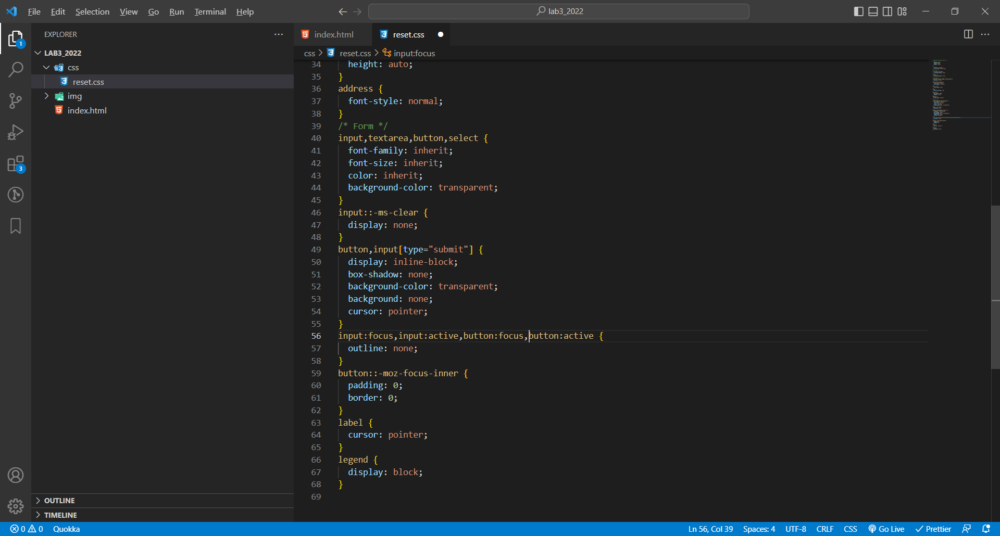 File Edit Selection View Go Run Terminal Help
lab3_2022
EXPLORER
1
LAB3_2022
css
reset.css
img
index.html
3
OUTLINE
TIMELINE
index.html
reset.css
css > reset.css > input:focus
34 height: auto;
35 }
36 address {
37 font-style: normal;
38 }
39 /* Form */
40 input,textarea,button,select {
41 font-family: inherit;
42 font-size: inherit;
43 color: inherit;
44 background-color: transparent;
45 }
46 input::-ms-clear {
47 display: none;
48 }
49 button,input[type="submit"] {
50 display: inline-block;
51 box-shadow: none;
52 background-color: transparent;
53 background: none;
54 cursor: pointer;
55 }
56 input:focus,input:active,button:focus,button:active {
57 outline: none;
58 }
59 button::-moz-focus-inner {
60 padding: 0;
61 border: 0;
62 }
63 label {
64 cursor: pointer;
65 }
66 legend {
67 display: block;
68 }
69
0 0 Quokka
Ln 56, Col 39 Spaces: 4 UTF-8 CRLF CSS Go Live Prettier